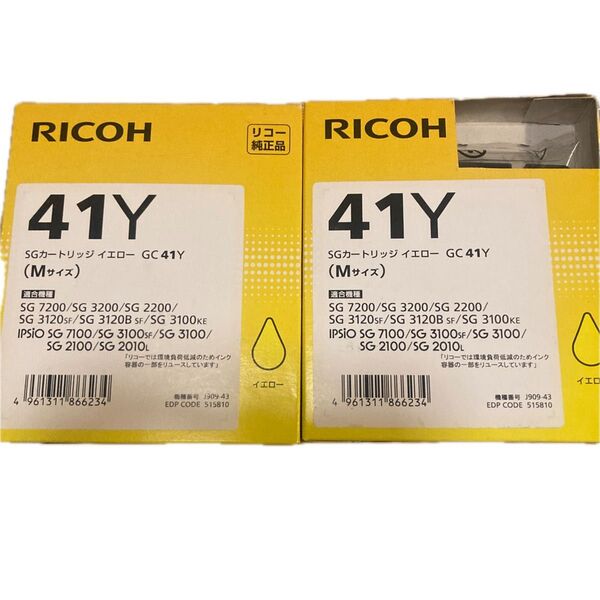 RICOH
リコー
純正品
41Y
SGカートリッジ イエロー GC 41Y
(Mサイズ)
適合機種
SG 7200/SG 3200/SG 2200/
SG 3120SF/SG 3120B SF/SG 3100KE
IPSiO SG 7100/SG 3100SF/SG 3100/
SG 2100/SG 2010L
「リコーでは環境負荷低減のためインク
容器の一部をリユースしています」
イエロー
4 961311 866234
機種番号 J909-43
EDP CODE 515810
RICOH
41Y
SGカートリッジ イエロー GC 41Y
(Mサイズ)
適合機種
SG 7200/SG 3200/SG 2200/
SG 3120SF/SG 3120B SF/SG 3100KE
IPSiO SG 7100/SG 3100SF/SG 3100/
SG 2100/SG 2010L
「リコーでは環境負荷低減のためインク
容器の一部をリユースしています」
イエロー
4 961311 866234
機種番号 J909-43
EDP CODE 515810